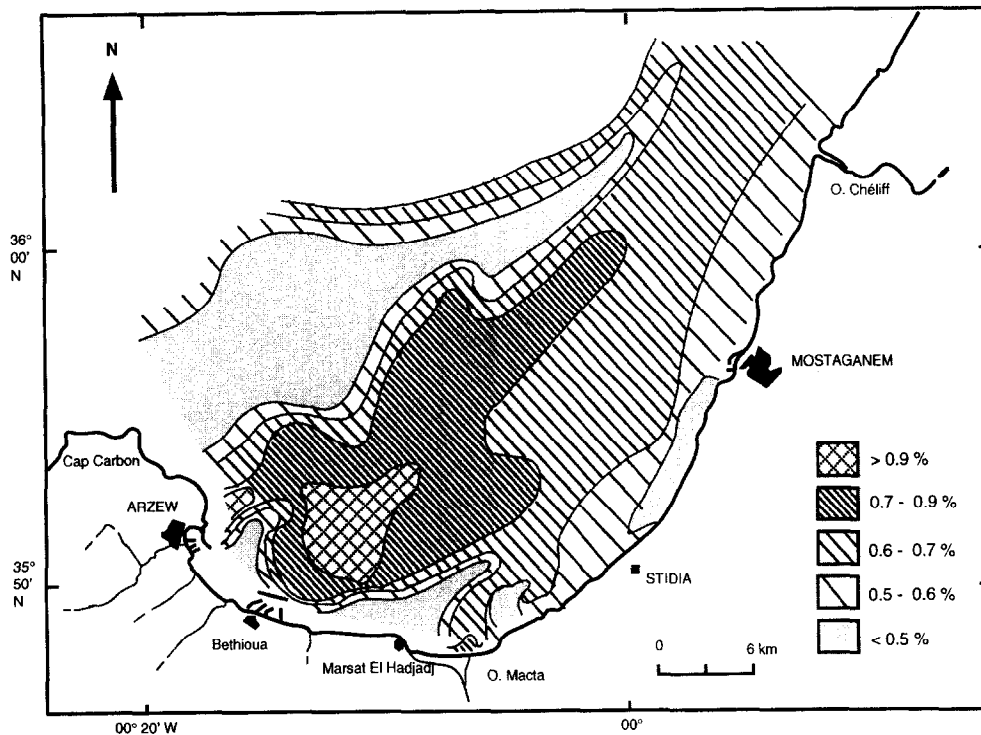 N
O. Chéliff
36°
00'
N
MOSTAGANEM
Cap Carbon
> 0.9 %
ARZEW
0.7 - 0.9 %
0.6 - 0.7 %
35°
50'
N
STIDIA
0.5 - 0.6 %
Bethioua
< 0.5 %
Marsat El Hadjadj
O. Macta
0 6 km
00° 20' W
00°